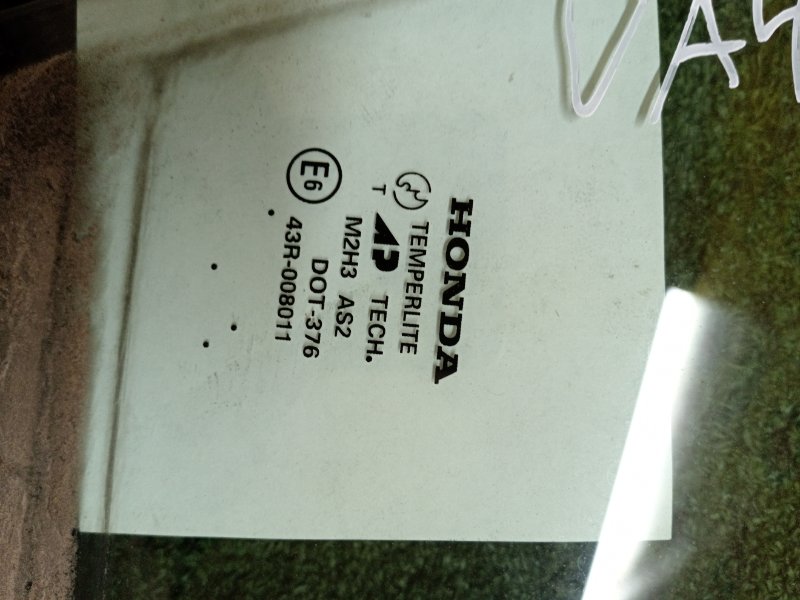 HONDA
TEMPERLITE
T AP TECH.
M2H3 AS2
DOT-376
E6 43R-008011